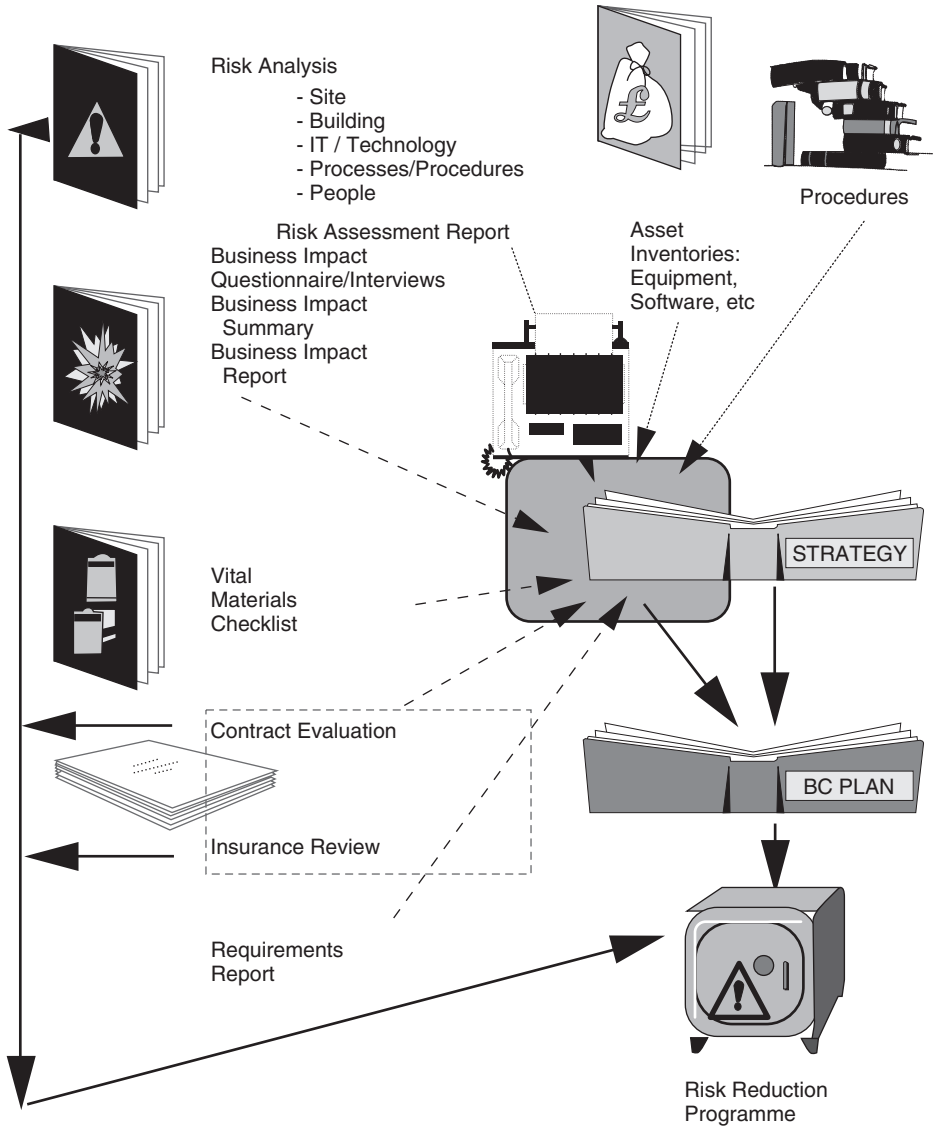 Risk Analysis
- Site
- Building
- IT / Technology
- Processes/Procedures
- People
£
Procedures
Risk Assessment Report
Asset
Inventories:
Equipment,
Software, etc
Business Impact
Questionnaire/Interviews
Business Impact
Summary
Business Impact
Report
STRATEGY
Vital
Materials
Checklist
Contract Evaluation
BC PLAN
Insurance Review
Requirements
Report
Risk Reduction
Programme